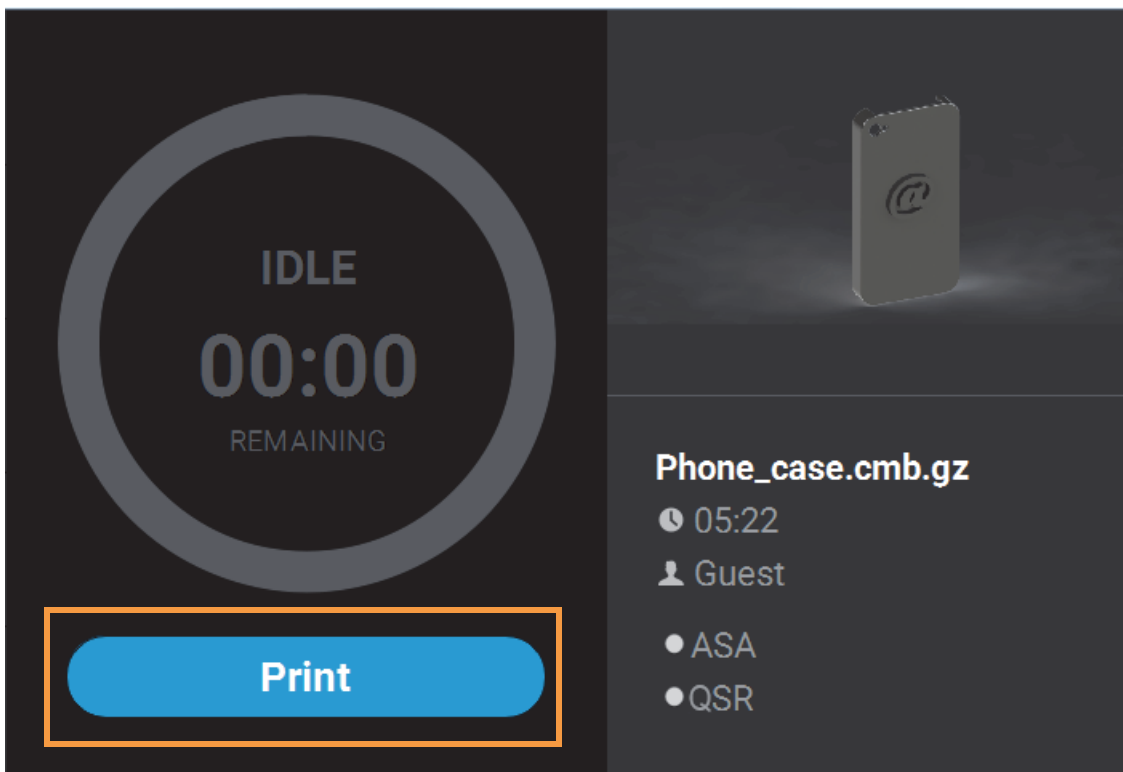 IDLE
00:00
REMAINING
Print
@
Phone_case.cmb.gz
05:22
Guest
ASA
QSR